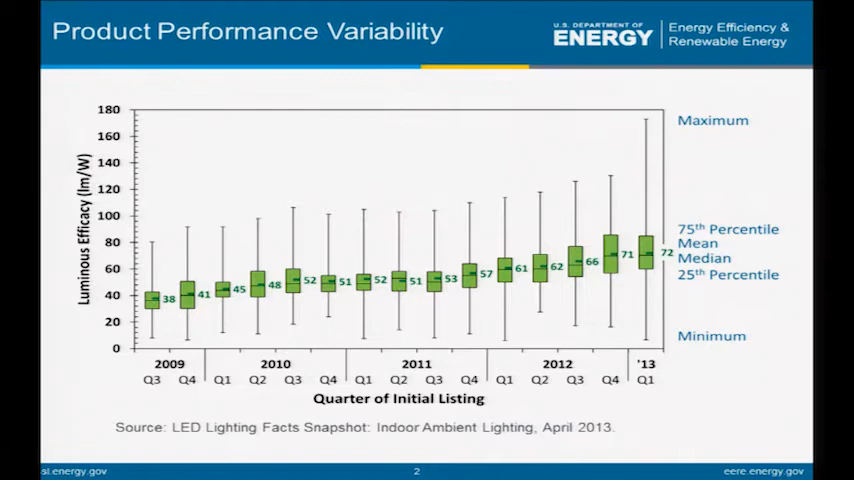 Product Performance Variability
U.S. DEPARTMENT OF
ENERGY
Energy Efficiency &
Renewable Energy
Luminous Efficacy (lm/W)
180
160
140
120
100
80
60
40
20
0
38
41
45
48
52
51
52
51
53
57
61
62
66
71
72
Maximum
75th Percentile
Mean
Median
25th Percentile
Minimum
2009 2010 2011 2012 '13
Q3 Q4 Q1 Q2 Q3 Q4 Q1 Q2 Q3 Q4 Q1 Q2 Q3 Q4 Q1
Quarter of Initial Listing
Source: LED Lighting Facts Snapshot: Indoor Ambient Lighting, April 2013.
sl.energy.gov
2
eere.energy.gov